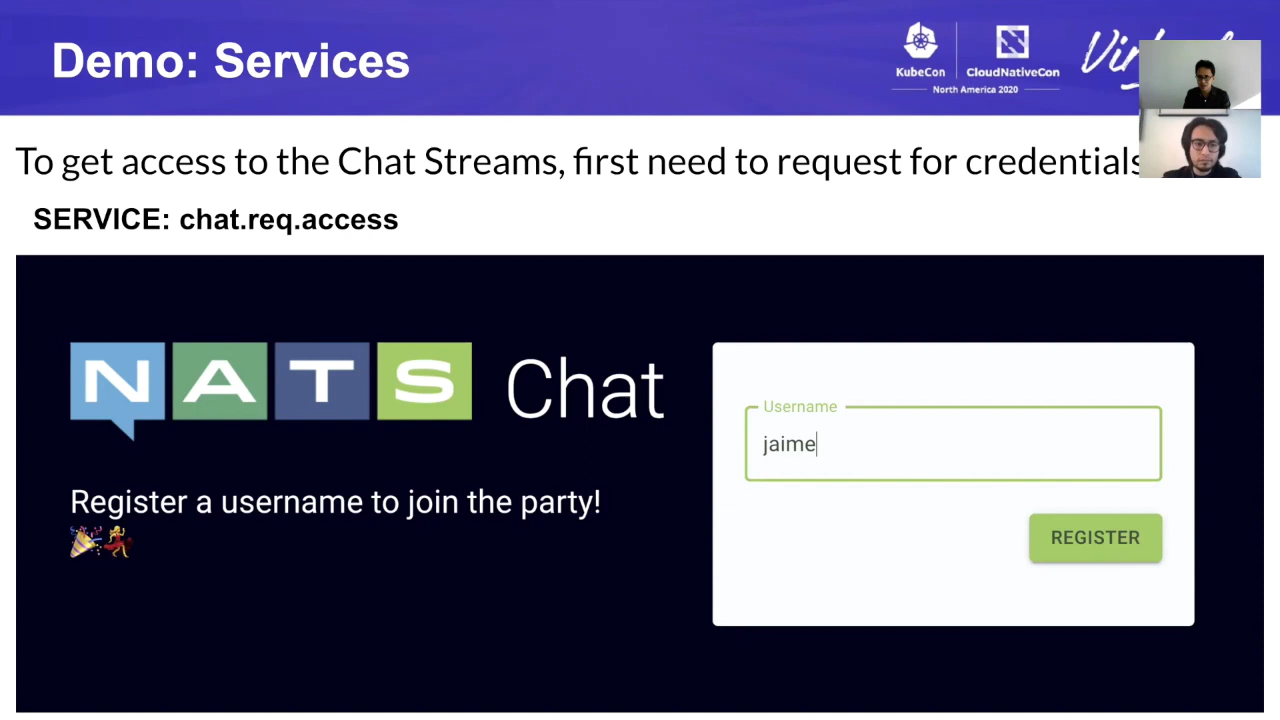 Demo: Services
KubeCon
CloudNativeCon
North America 2020
To get access to the Chat Streams, first need to request for credentials
SERVICE: chat.req.access
NATS Chat
Register a username to join the party!
Username
jaime
REGISTER